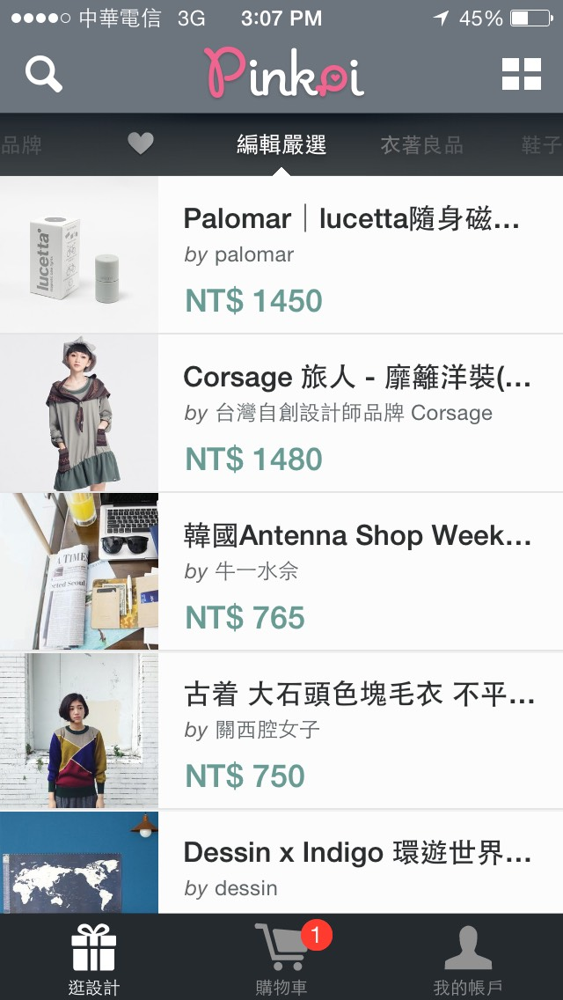 中華電信 3G 3:07 PM 45%
Pinkoi
品牌 編輯嚴選 衣著良品 鞋子
lucetta
Palomar｜lucetta隨身磁...
by palomar
NT$ 1450
Corsage 旅人 - 靡籬洋裝(...
by 台灣自創設計師品牌 Corsage
NT$ 1480
A TIME
cted Seoul
韓國Antenna Shop Week...
by 牛一水佘
NT$ 765
古着 大石頭色塊毛衣 不平...
by 關西腔女子
NT$ 750
Dessin x Indigo 環遊世界...
by dessin
1
逛設計 購物車 我的帳戶